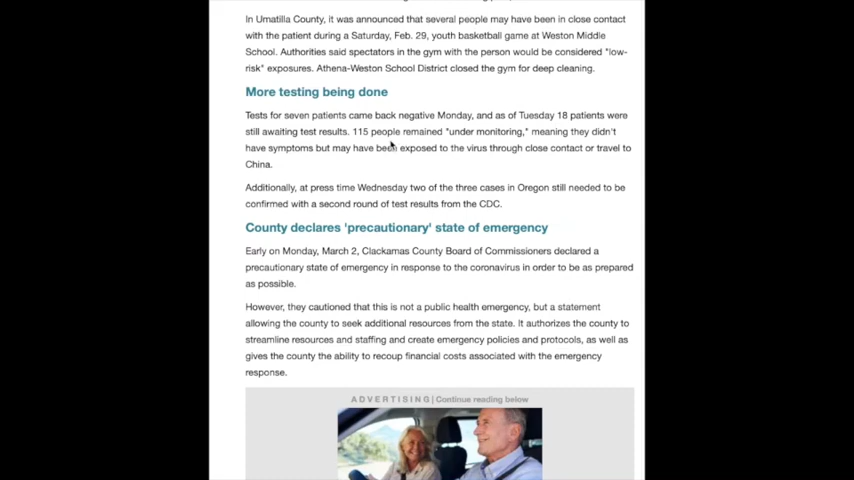 In Umatilla County, it was announced that several people may have been in close contact
with the patient during a Saturday, Feb. 29, youth basketball game at Weston Middle
School. Authorities said spectators in the gym with the person would be considered "low-
risk" exposures. Athena-Weston School District closed the gym for deep cleaning.
More testing being done
Tests for seven patients came back negative Monday, and as of Tuesday 18 patients were
still awaiting test results. 115 people remained "under monitoring," meaning they didn't
have symptoms but may have been exposed to the virus through close contact or travel to
China.
Additionally, at press time Wednesday two of the three cases in Oregon still needed to be
confirmed with a second round of test results from the CDC.
County declares 'precautionary' state of emergency
Early on Monday, March 2, Clackamas County Board of Commissioners declared a
precautionary state of emergency in response to the coronavirus in order to be as prepared
as possible.
However, they cautioned that this is not a public health emergency, but a statement
allowing the county to seek additional resources from the state. It authorizes the county to
streamline resources and staffing and create emergency policies and protocols, as well as
gives the county the ability to recoup financial costs associated with the emergency
response.
ADVERTISING | Continue reading below